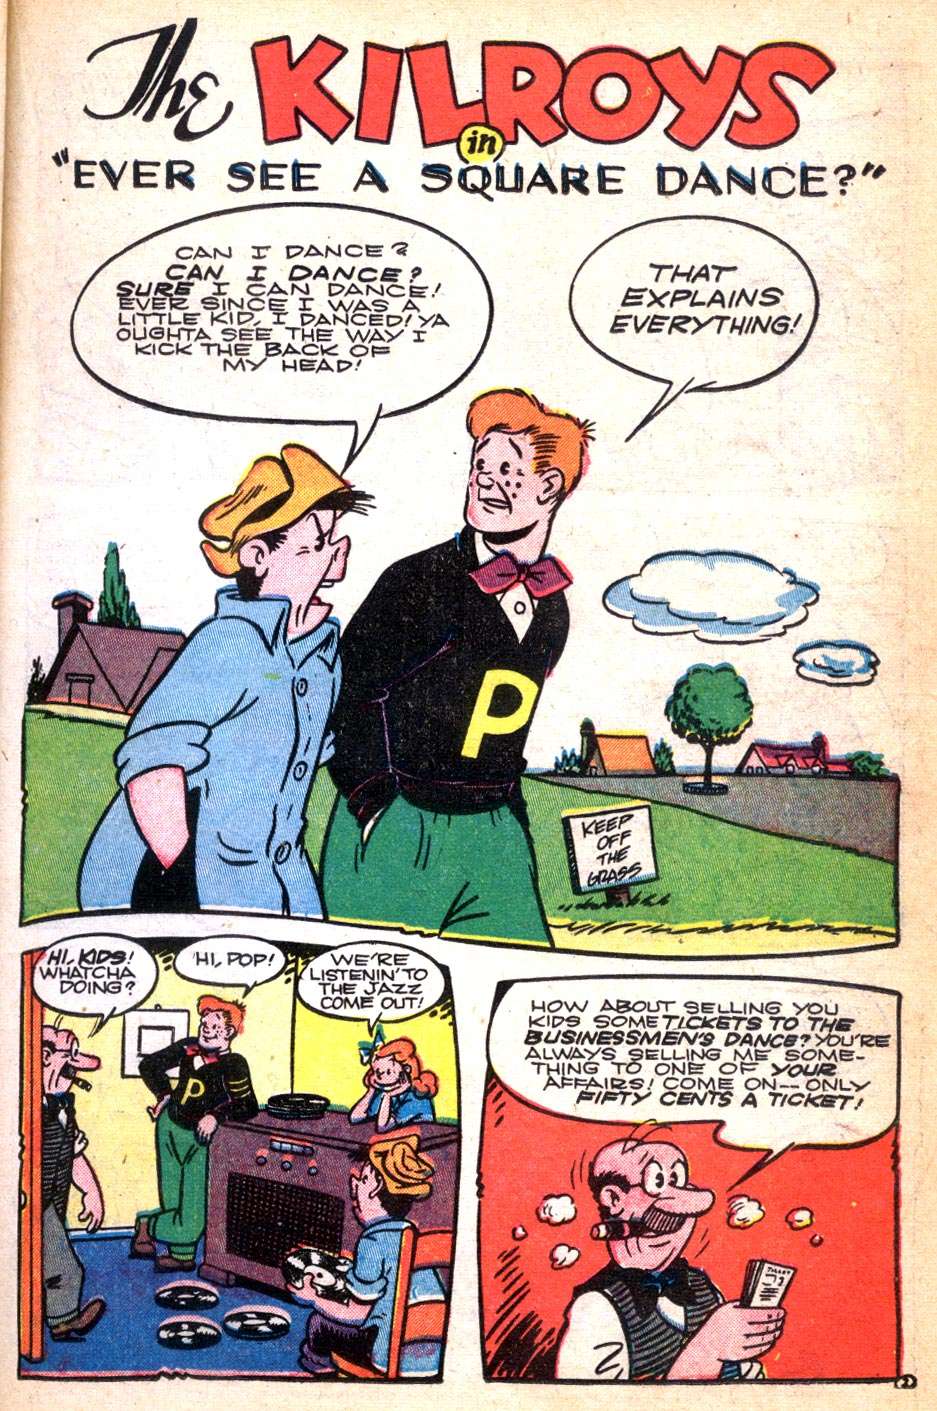 The KILROYS
in
"EVER SEE A SQUARE DANCE?"
CAN I DANCE?
CAN I DANCE?
SURE I CAN DANCE!
EVER SINCE I WAS A
LITTLE KID, I DANCED! YA
OUGHTA SEE THE WAY I
KICK THE BACK OF
MY HEAD!
THAT
EXPLAINS
EVERYTHING!
P
KEEP
OFF
THE
GRASS
HI, KIDS!
WHATCHA
DOING?
HI, POP!
WE'RE
LISTENIN' TO
THE JAZZ
COME OUT!
P
HOW ABOUT SELLING YOU
KIDS SOME TICKETS TO THE
BUSINESSMEN'S DANCE? YOU'RE
ALWAYS SELLING ME SOME-
THING TO ONE OF YOUR
AFFAIRS! COME ON-- ONLY
FIFTY CENTS A TICKET!
TICKET